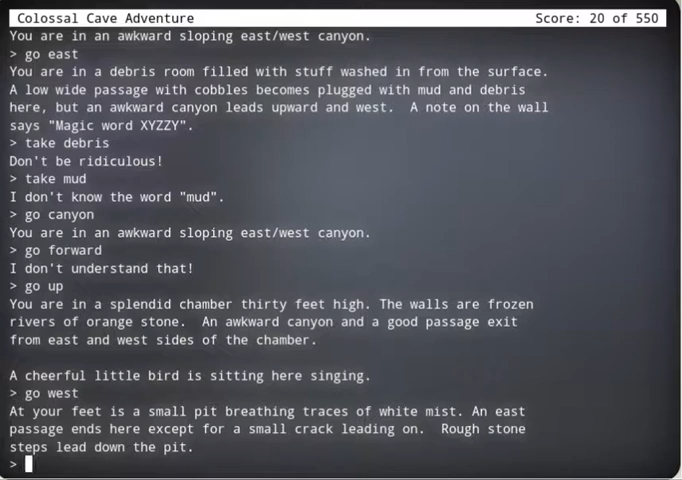 Colossal Cave Adventure Score: 20 of 550
You are in an awkward sloping east/west canyon.
> go east
You are in a debris room filled with stuff washed in from the surface.
A low wide passage with cobbles becomes plugged with mud and debris
here, but an awkward canyon leads upward and west.  A note on the wall
says "Magic word XYZZY".
> take debris
Don't be ridiculous!
> take mud
I don't know the word "mud".
> go canyon
You are in an awkward sloping east/west canyon.
> go forward
I don't understand that!
> go up
You are in a splendid chamber thirty feet high. The walls are frozen
rivers of orange stone.  An awkward canyon and a good passage exit
from east and west sides of the chamber.

A cheerful little bird is sitting here singing.
> go west
At your feet is a small pit breathing traces of white mist. An east
passage ends here except for a small crack leading on.  Rough stone
steps lead down the pit.
>